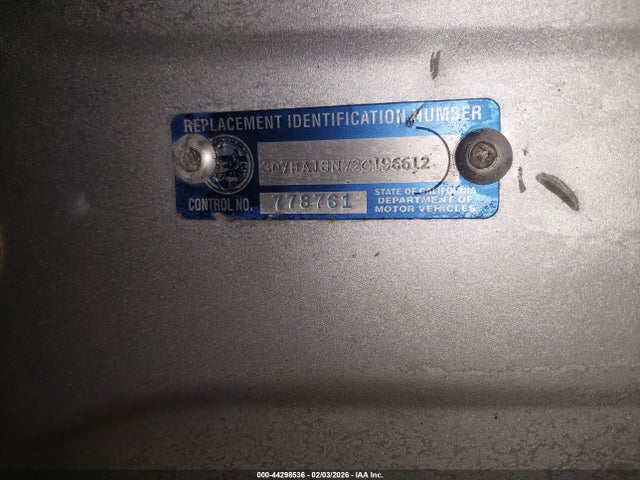 REPLACEMENT IDENTIFICATION NUMBER
3D7HA18N72G196612
CONTROL NO. 778761
STATE OF CALIFORNIA
DEPARTMENT OF
MOTOR VEHICLES
000-44298536 - 02/03/2026 - IAA Inc.